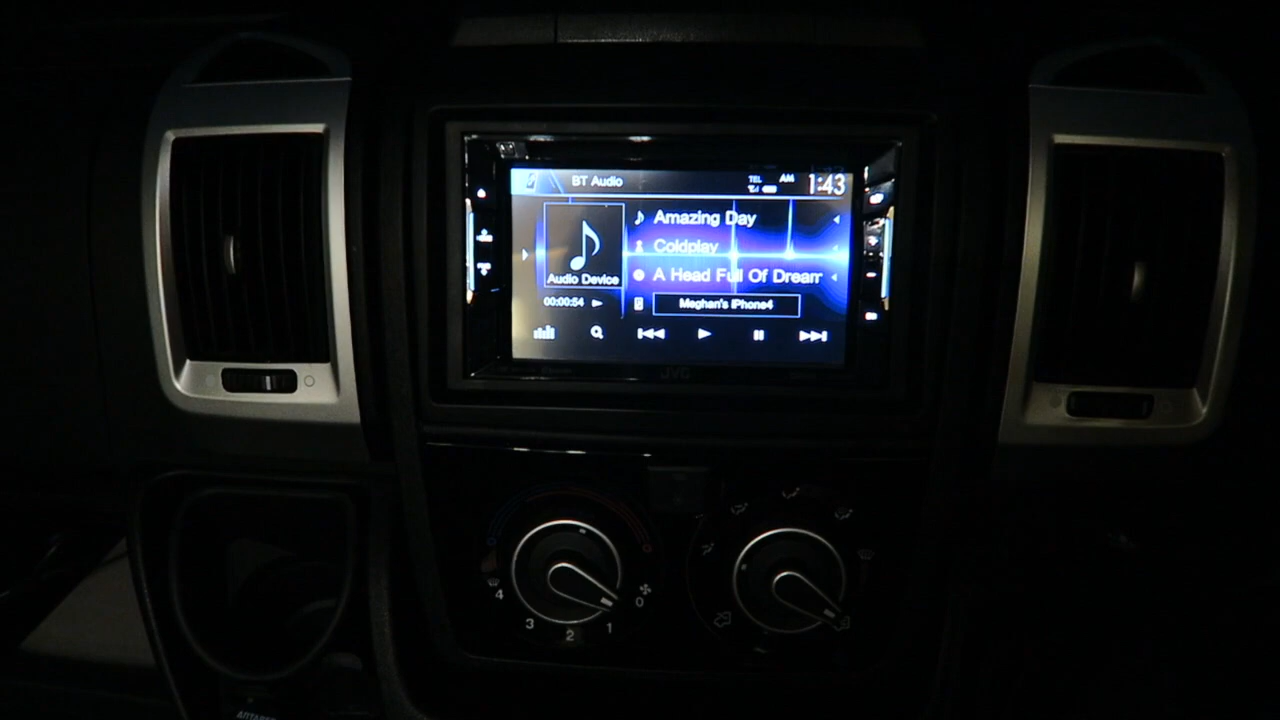 BT Audio
TEL
AM
1:43
Amazing Day
Coldplay
A Head Full Of Dream
Audio Device
00:00:54
Meghan's iPhone4
JVC
4
3
2
1
0